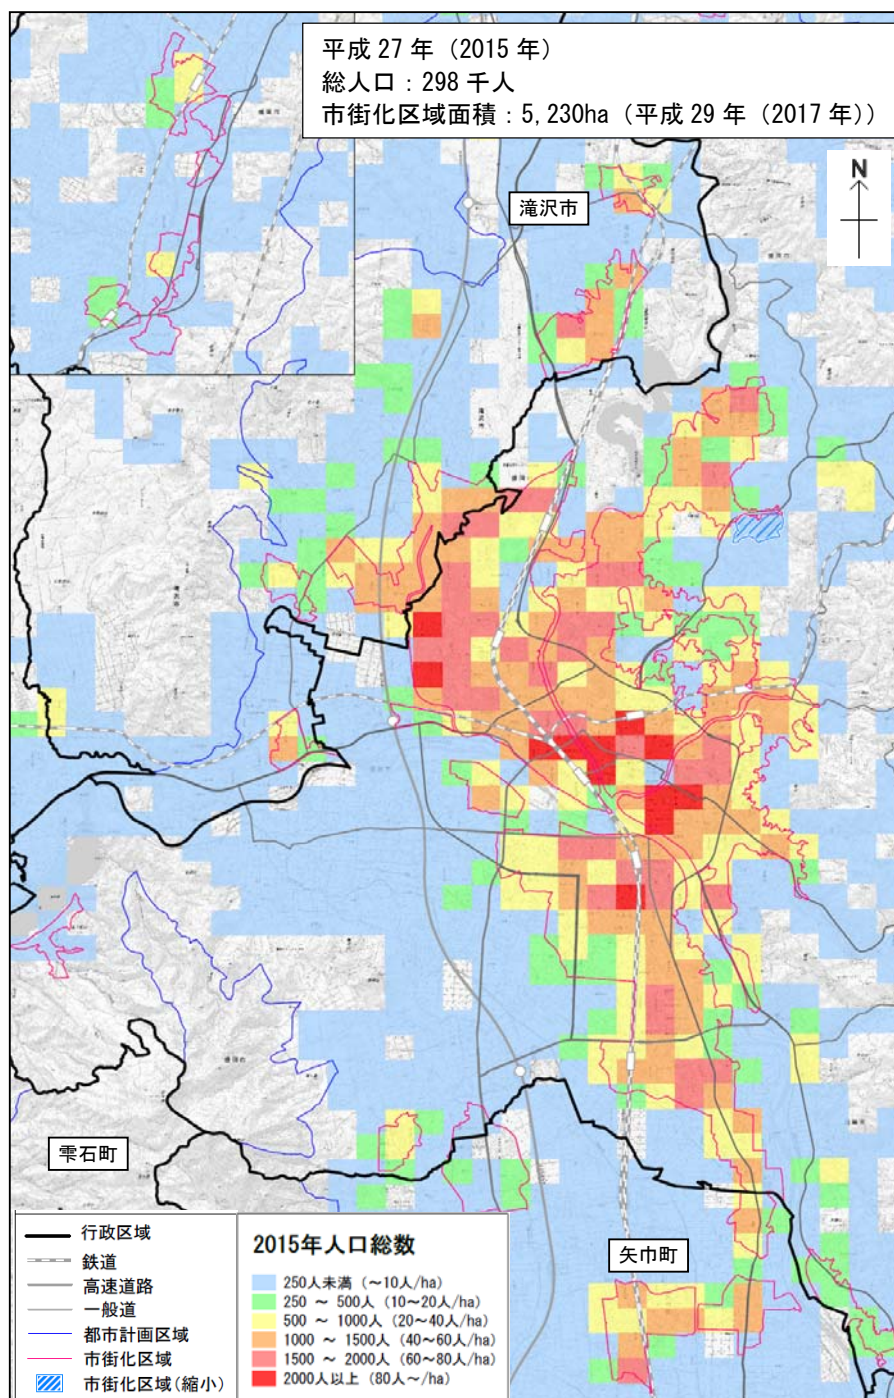 平成 27 年（2015 年）
総人口：298 千人
市街化区域面積：5,230ha（平成 29 年（2017 年））
N
滝沢市
雫石町
矢巾町
行政区域
鉄道
高速道路
一般道
都市計画区域
市街化区域
市街化区域(縮小)
2015年人口総数
250人未満（～10人/ha）
250 ～ 500人（10～20人/ha）
500 ～ 1000人（20～40人/ha）
1000 ～ 1500人（40～60人/ha）
1500 ～ 2000人（60～80人/ha）
2000人以上（80人～/ha）